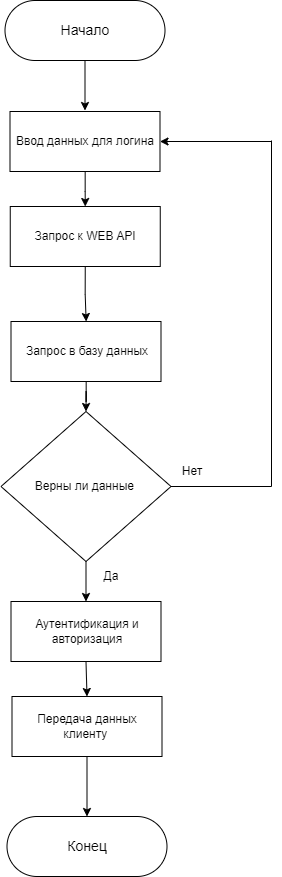 Начало
Ввод данных для логина
Запрос к WEB API
Запрос в базу данных
Верны ли данные
Нет
Да
Аутентификация и
авторизация
Передача данных
клиенту
Конец